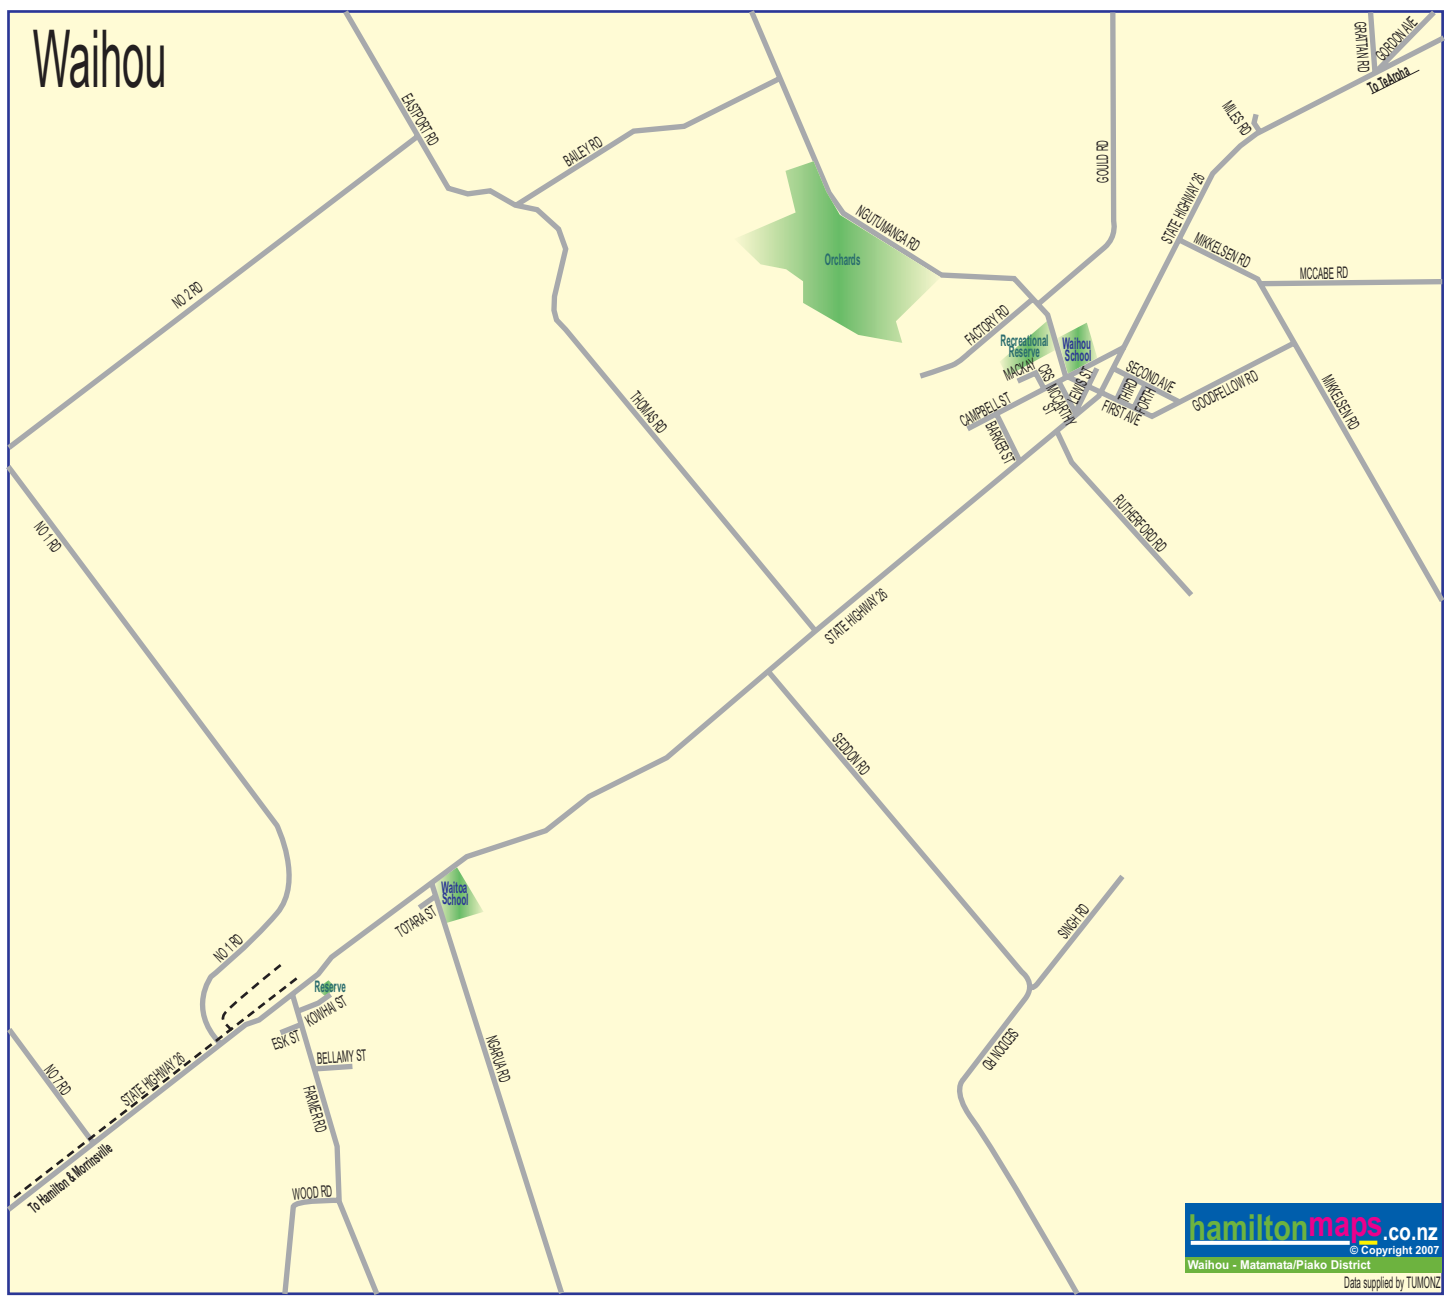 Waihou
GRATTAN RD
GORDON AVE
To TeAroha
MILES RD
EASTPORT RD
BAILEY RD
GOULD RD
STATE HIGHWAY 26
NGUTUMANGA RD
MIKKELSEN RD
MCCABE RD
Orchards
NO 2 RD
FACTORY RD
Recreational
Reserve
Waihou
School
MACKAY
CRS
MCCARTHY
ST
LEWIS ST
SECOND AVE
THIRD
FORTH
FIRST AVE
GOODFELLOW RD
MIKKELSEN RD
CAMPBELL ST
BARKER ST
THOMAS RD
NO 1 RD
RUTHERFORD RD
STATE HIGHWAY 26
SEDDON RD
Waitoa
School
TOTARA ST
SINGH RD
NO 1 RD
Reserve
KOWHAI ST
ESK ST
BELLAMY ST
NGARUA RD
SEDDON RD
NO 7 RD
STATE HIGHWAY 26
FARMER RD
To Hamilton & Morrinsville
WOOD RD
hamiltonmaps.co.nz
© Copyright 2007
Waihou - Matamata/Piako District
Data supplied by TUMONZ